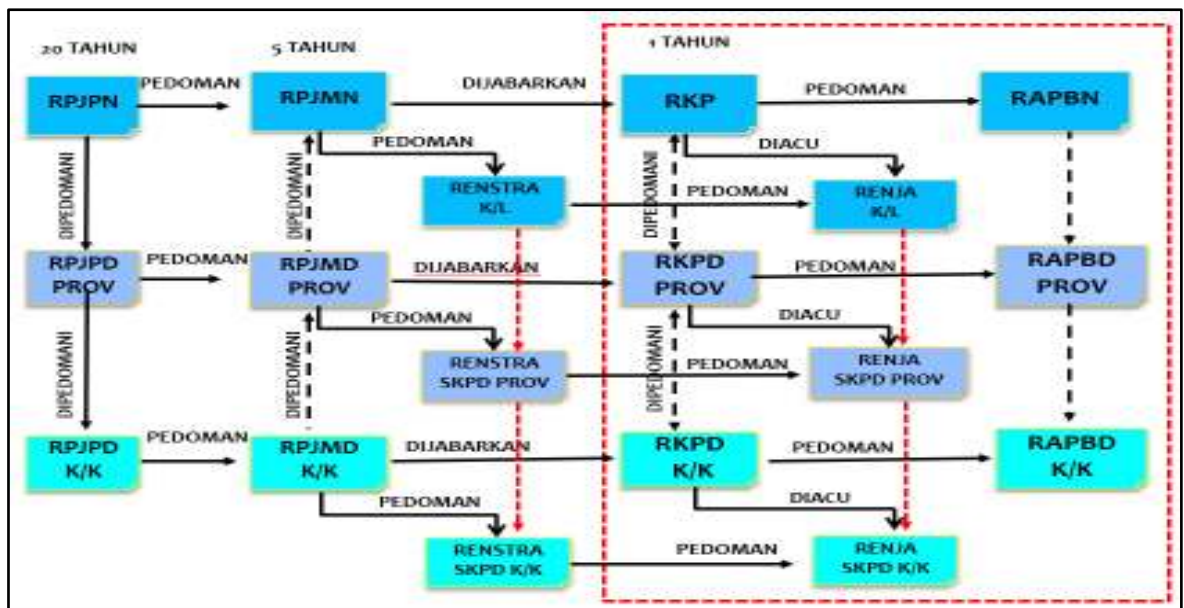 20 TAHUN
5 TAHUN
1 TAHUN
RPJPN
PEDOMAN
RPJMN
DIJABARKAN
RKP
PEDOMAN
RAPBN
DIPEDOMANI
DIPEDOMANI
PEDOMAN
RENSTRA
K/L
PEDOMAN
DIPEDOMANI
DIACU
RENJA
K/L
RPJPD
PROV
PEDOMAN
RPJMD
PROV
DIJABARKAN
RKPD
PROV
PEDOMAN
RAPBD
PROV
DIPEDOMANI
DIPEDOMANI
PEDOMAN
RENSTRA
SKPD PROV
PEDOMAN
DIPEDOMANI
DIACU
RENJA
SKPD PROV
RPJPD
K/K
PEDOMAN
RPJMD
K/K
DIJABARKAN
RKPD
K/K
PEDOMAN
RAPBD
K/K
PEDOMAN
RENSTRA
SKPD K/K
PEDOMAN
DIACU
RENJA
SKPD K/K